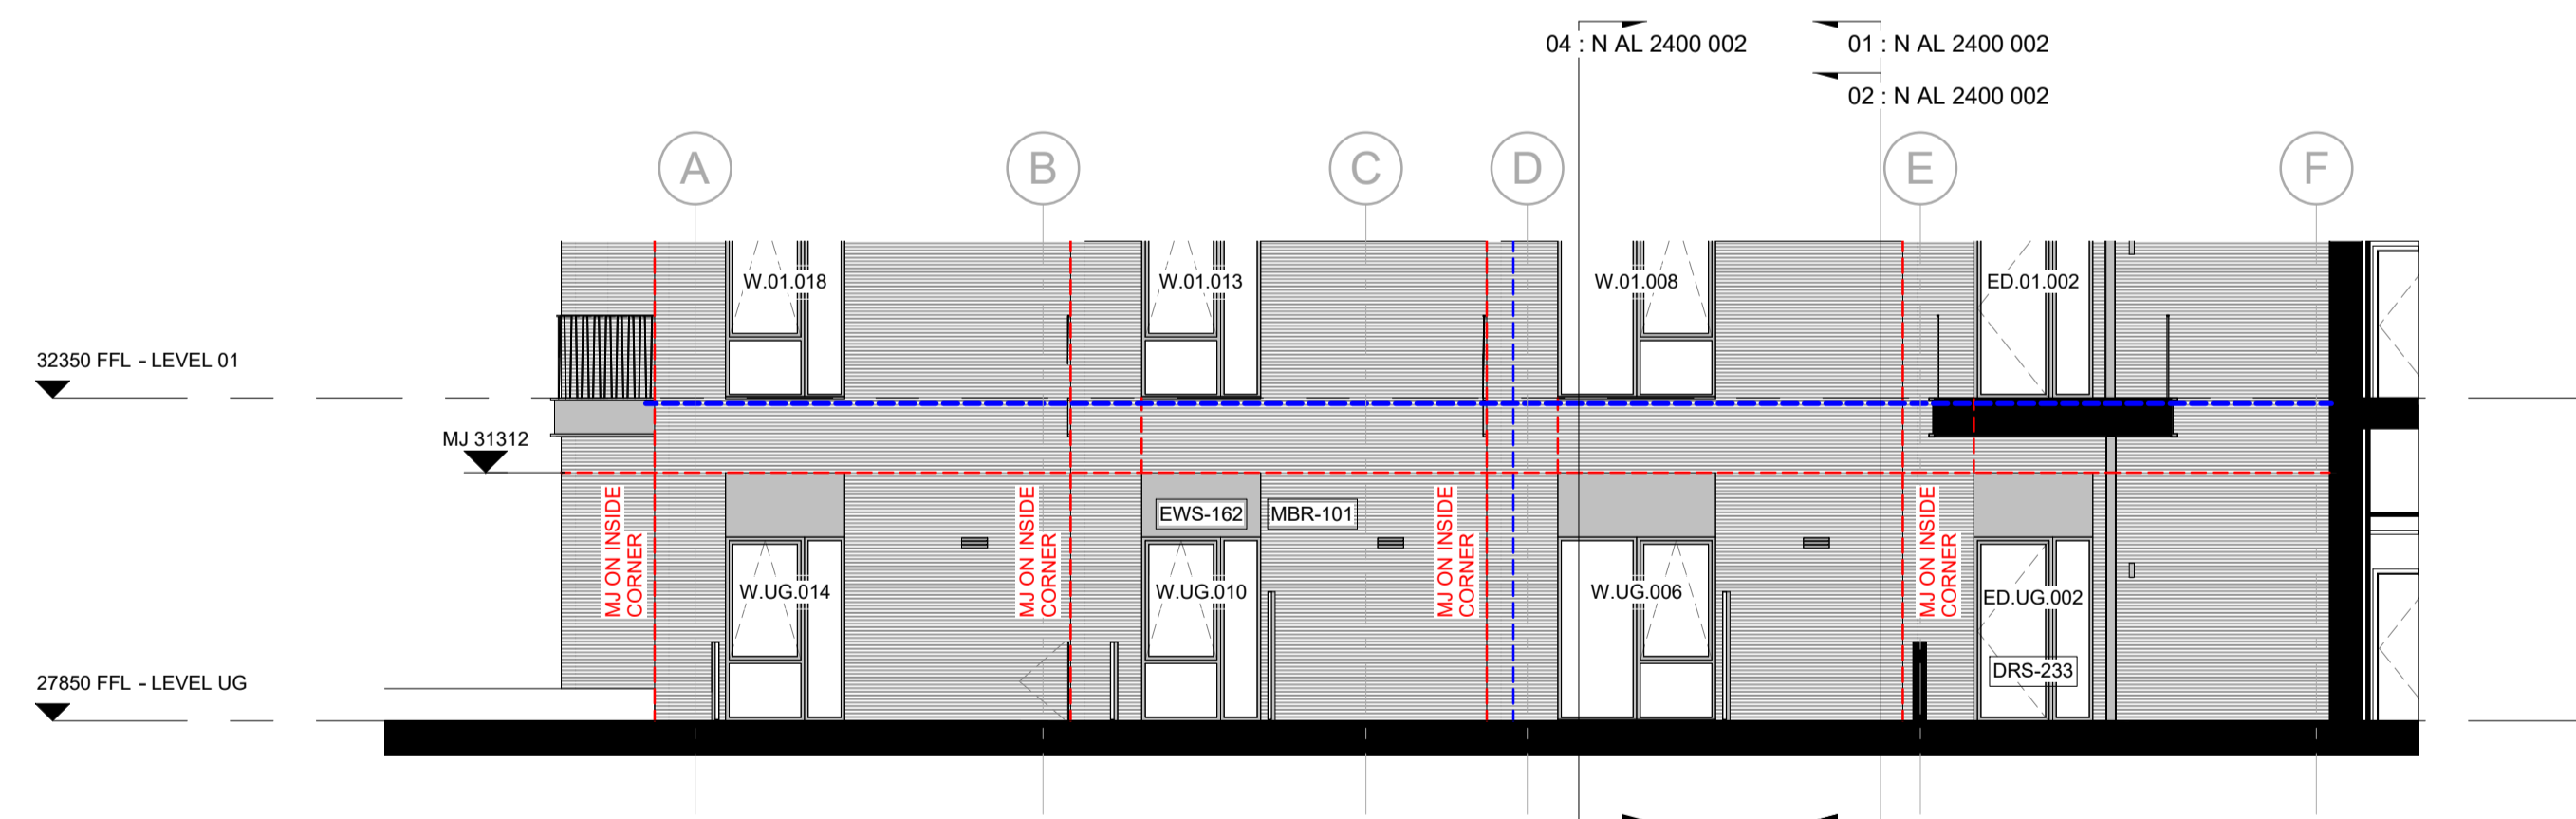 04 : N AL 2400 002
01 : N AL 2400 002
02 : N AL 2400 002
A
B
C
D
E
F
W.01.018
W.01.013
W.01.008
ED.01.002
32350 FFL - LEVEL 01
MJ 31312
MJ ON INSIDE
CORNER
MJ ON INSIDE
CORNER
EWS-162
MBR-101
MJ ON INSIDE
CORNER
MJ ON INSIDE
CORNER
W.UG.014
W.UG.010
W.UG.006
ED.UG.002
DRS-233
27850 FFL - LEVEL UG